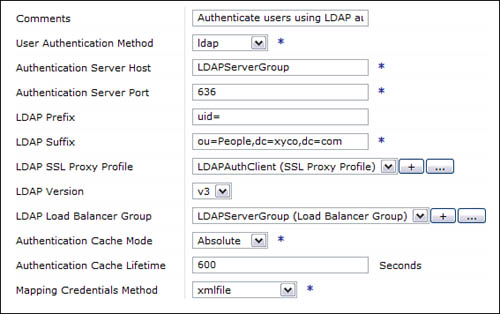 Comments Authenticate users using LDAP au
User Authentication Method ldap *
Authentication Server Host LDAPServerGroup *
Authentication Server Port 636 *
LDAP Prefix uid=
LDAP Suffix ou=People,dc=xyco,dc=com *
LDAP SSL Proxy Profile LDAPAuthClient (SSL Proxy Profile) + ...
LDAP Version v3
LDAP Load Balancer Group LDAPServerGroup (Load Balancer Group) + ...
Authentication Cache Mode Absolute *
Authentication Cache Lifetime 600 Seconds
Mapping Credentials Method xmlfile *